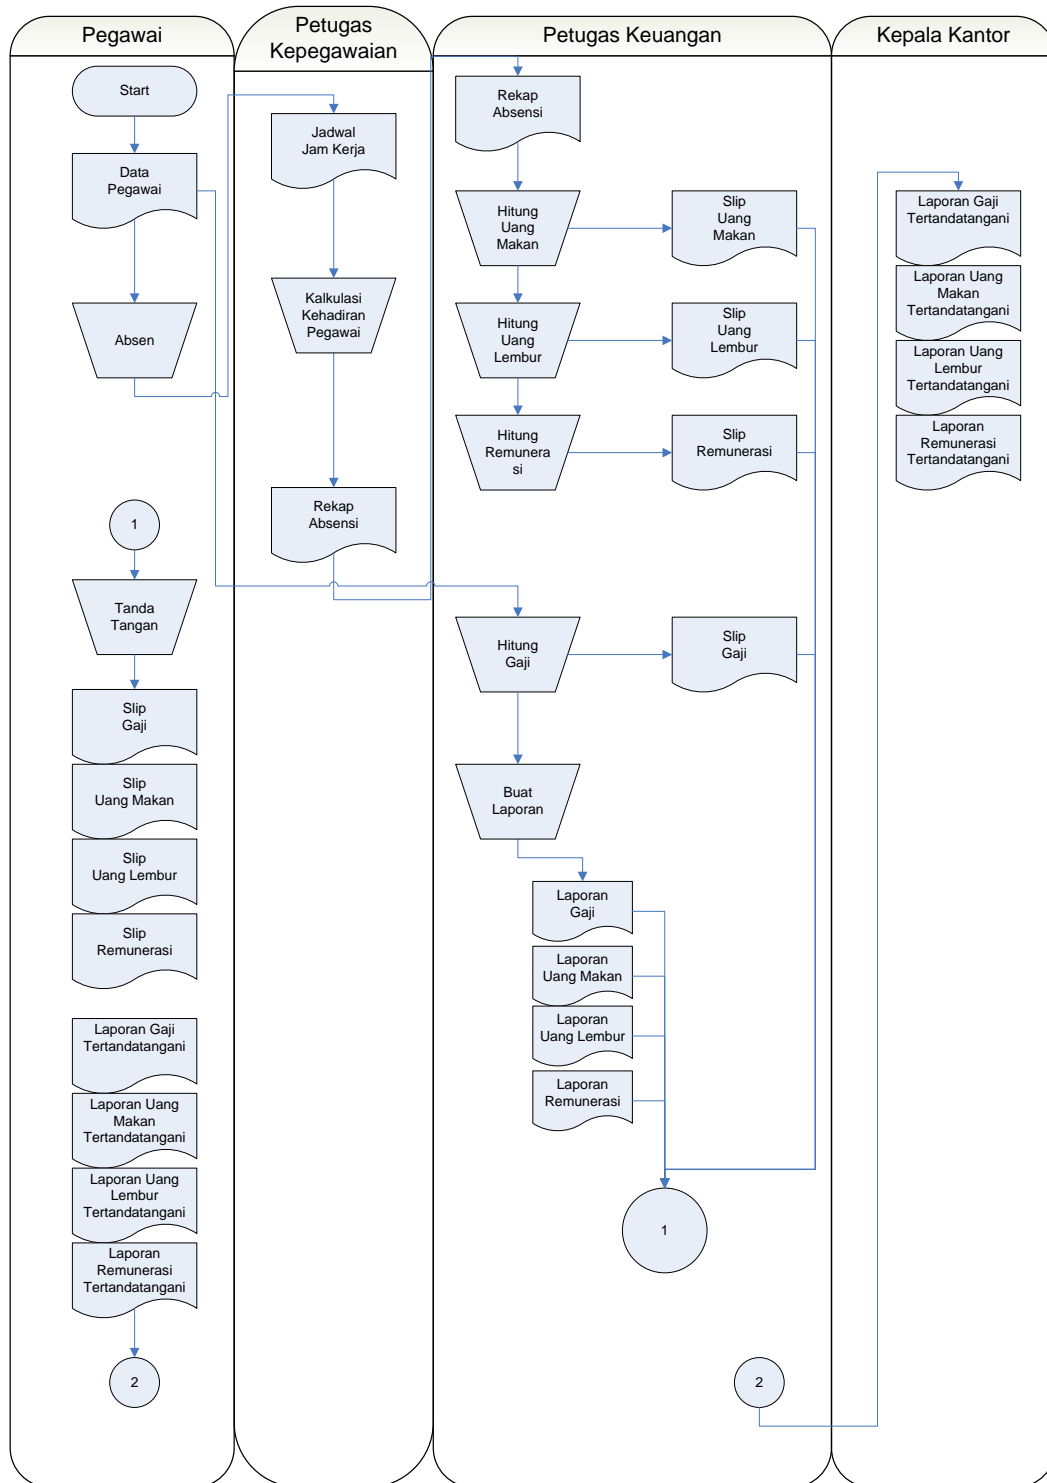 Pegawai
Petugas
Kepegawaian
Petugas Keuangan
Kepala Kantor
Start
Data
Pegawai
Absen
1
Tanda
Tangan
Slip
Gaji
Slip
Uang Makan
Slip
Uang Lembur
Slip
Remunerasi
Laporan Gaji
Tertandatangani
Laporan Uang
Makan
Tertandatangani
Laporan Uang
Lembur
Tertandatangani
Laporan
Remunerasi
Tertandatangani
2
Jadwal
Jam Kerja
Kalkulasi
Kehadiran
Pegawai
Rekap
Absensi
Rekap
Absensi
Hitung
Uang
Makan
Slip
Uang
Makan
Hitung
Uang
Lembur
Slip
Uang
Lembur
Hitung
Remunera
si
Slip
Remunerasi
Hitung
Gaji
Slip
Gaji
Buat
Laporan
Laporan
Gaji
Laporan
Uang Makan
Laporan
Uang Lembur
Laporan
Remunerasi
1
2
Laporan Gaji
Tertandatangani
Laporan Uang
Makan
Tertandatangani
Laporan Uang
Lembur
Tertandatangani
Laporan
Remunerasi
Tertandatangani